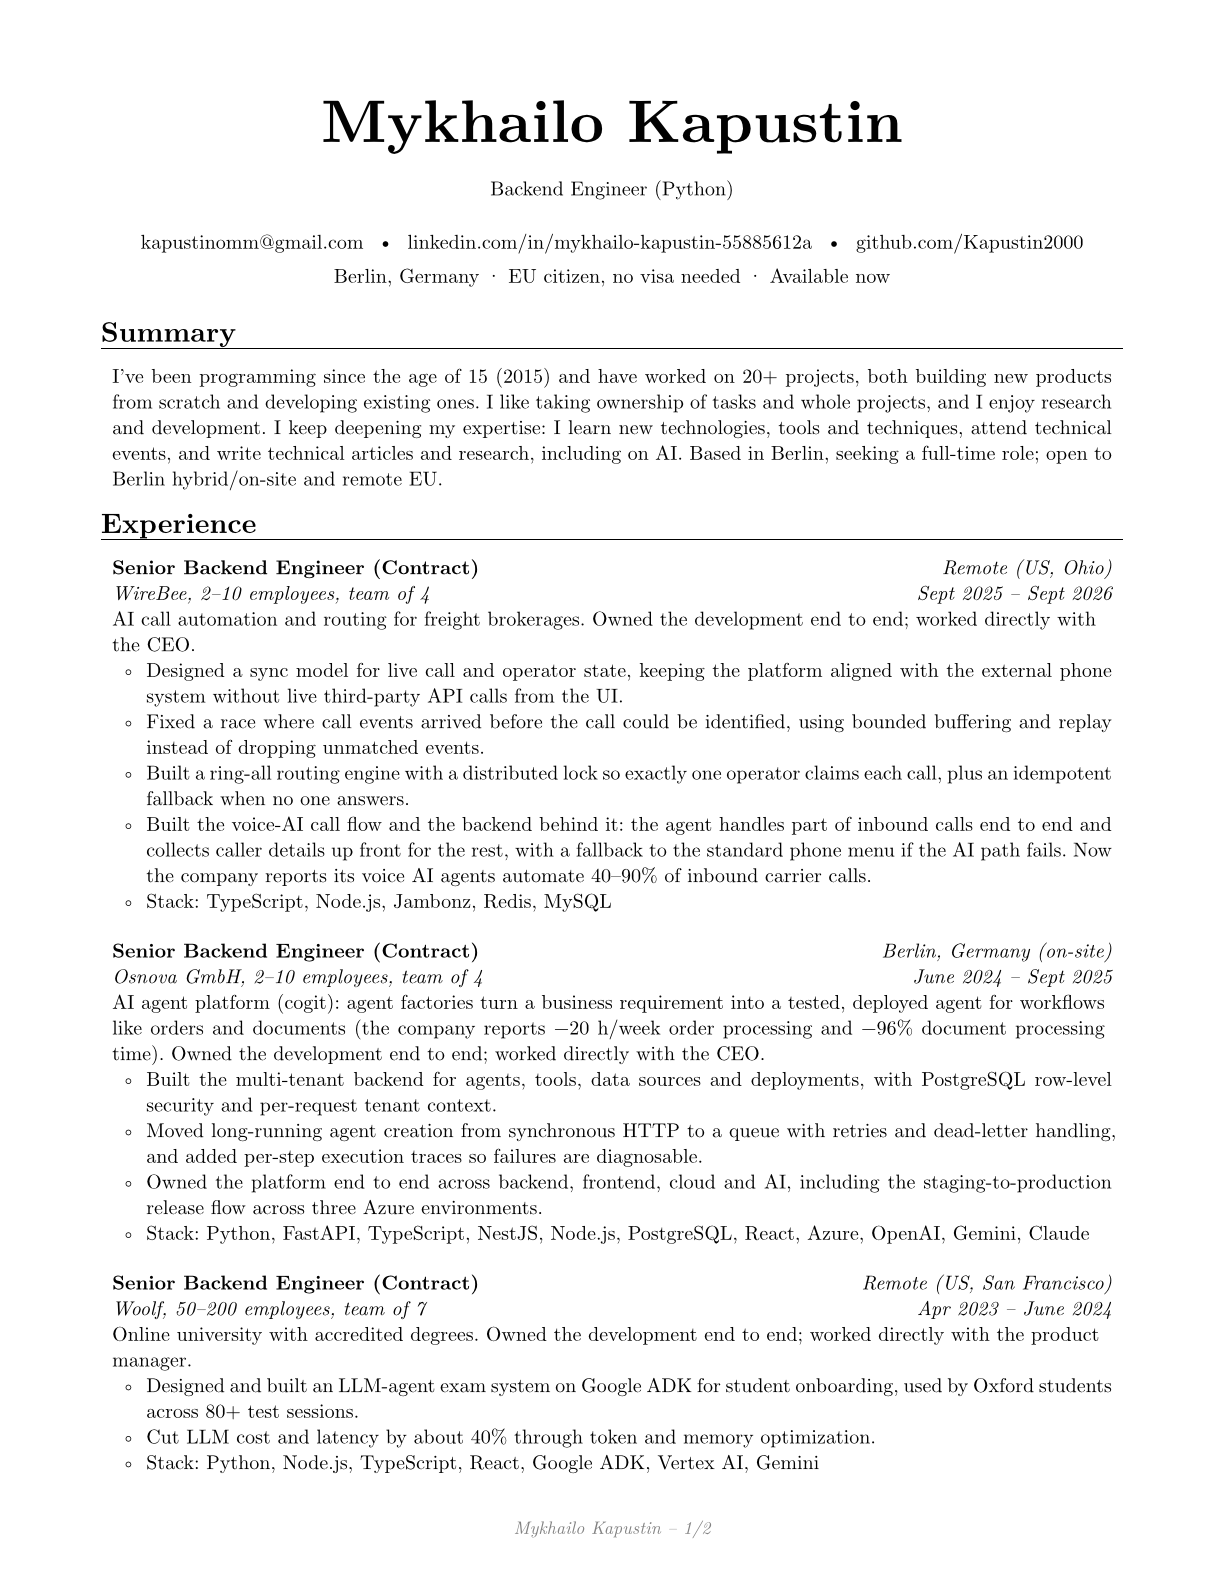 Mykhailo Kapustin
Backend Engineer (Python)
kapustinomm@gmail.com • linkedin.com/in/mykhailo-kapustin-55885612a • github.com/Kapustin2000
Berlin, Germany · EU citizen, no visa needed · Available now
Summary
I've been programming since the age of 15 (2015) and have worked on 20+ projects, both building new products
from scratch and developing existing ones. I like taking ownership of tasks and whole projects, and I enjoy research
and development. I keep deepening my expertise: I learn new technologies, tools and techniques, attend technical
events, and write technical articles and research, including on AI. Based in Berlin, seeking a full-time role; open to
Berlin hybrid/on-site and remote EU.
Experience
Senior Backend Engineer (Contract) Remote (US, Ohio)
WireBee, 2–10 employees, team of 4 Sept 2025 – Sept 2026
AI call automation and routing for freight brokerages. Owned the development end to end; worked directly with
the CEO.
◦ Designed a sync model for live call and operator state, keeping the platform aligned with the external phone
system without live third-party API calls from the UI.
◦ Fixed a race where call events arrived before the call could be identified, using bounded buffering and replay
instead of dropping unmatched events.
◦ Built a ring-all routing engine with a distributed lock so exactly one operator claims each call, plus an idempotent
fallback when no one answers.
◦ Built the voice-AI call flow and the backend behind it: the agent handles part of inbound calls end to end and
collects caller details up front for the rest, with a fallback to the standard phone menu if the AI path fails. Now
the company reports its voice AI agents automate 40–90% of inbound carrier calls.
◦ Stack: TypeScript, Node.js, Jambonz, Redis, MySQL
Senior Backend Engineer (Contract) Berlin, Germany (on-site)
Osnova GmbH, 2–10 employees, team of 4 June 2024 – Sept 2025
AI agent platform (cogit): agent factories turn a business requirement into a tested, deployed agent for workflows
like orders and documents (the company reports −20 h/week order processing and −96% document processing
time). Owned the development end to end; worked directly with the CEO.
◦ Built the multi-tenant backend for agents, tools, data sources and deployments, with PostgreSQL row-level
security and per-request tenant context.
◦ Moved long-running agent creation from synchronous HTTP to a queue with retries and dead-letter handling,
and added per-step execution traces so failures are diagnosable.
◦ Owned the platform end to end across backend, frontend, cloud and AI, including the staging-to-production
release flow across three Azure environments.
◦ Stack: Python, FastAPI, TypeScript, NestJS, Node.js, PostgreSQL, React, Azure, OpenAI, Gemini, Claude
Senior Backend Engineer (Contract) Remote (US, San Francisco)
Woolf, 50–200 employees, team of 7 Apr 2023 – June 2024
Online university with accredited degrees. Owned the development end to end; worked directly with the product
manager.
◦ Designed and built an LLM-agent exam system on Google ADK for student onboarding, used by Oxford students
across 80+ test sessions.
◦ Cut LLM cost and latency by about 40% through token and memory optimization.
◦ Stack: Python, Node.js, TypeScript, React, Google ADK, Vertex AI, Gemini
Mykhailo Kapustin – 1/2